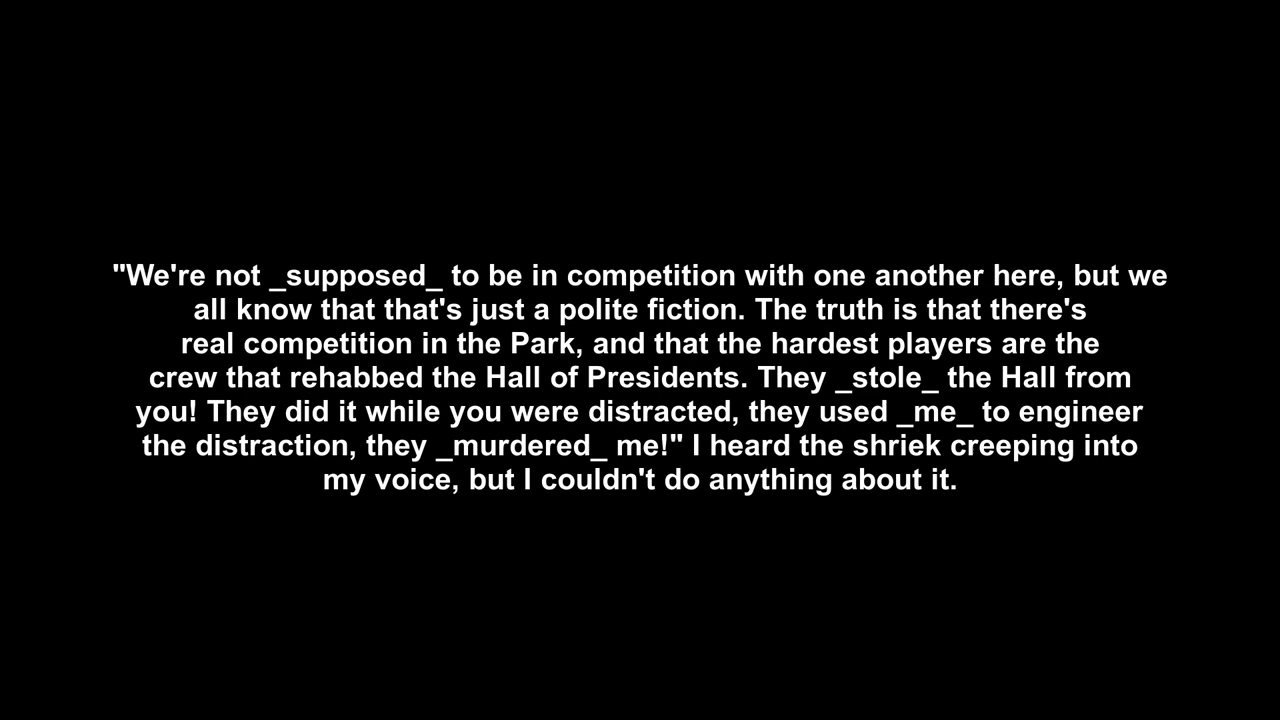 "We're not _supposed_ to be in competition with one another here, but we
all know that that's just a polite fiction. The truth is that there's
real competition in the Park, and that the hardest players are the
crew that rehabbed the Hall of Presidents. They _stole_ the Hall from
you! They did it while you were distracted, they used _me_ to engineer
the distraction, they _murdered_ me!" I heard the shriek creeping into
my voice, but I couldn't do anything about it.